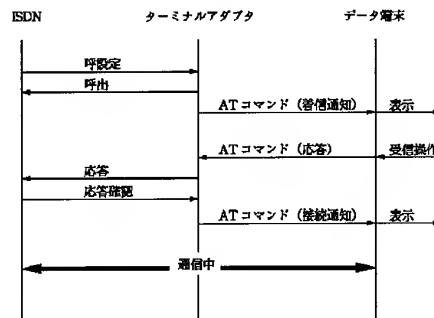 ISDN ターミナルアダプタ データ端末
呼設定
呼出
ATコマンド（着信通知） 表示
ATコマンド（応答） 受信操作
応答
応答確認
ATコマンド（接続通知） 表示
通信中